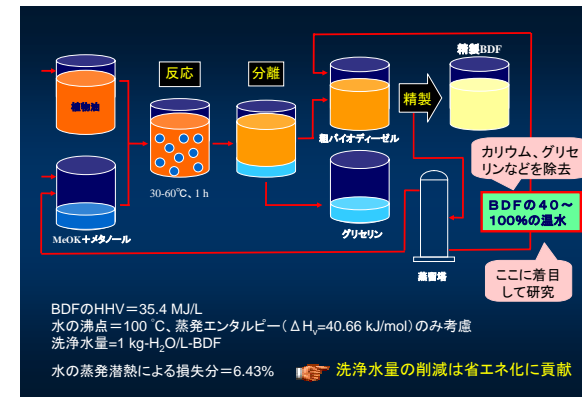 精製BDF
反応
分離
植物油
精製
粗バイオディーゼル
カリウム、グリセ
リンなどを除去
30-60℃、1 h
BDFの40～
100%の温水
MeOK＋メタノール
グリセリン
蒸留塔
ここに着目
して研究
BDFのHHV＝35.4 MJ/L
水の沸点＝100 ℃、蒸発エンタルピー（ΔHv=40.66 kJ/mol）のみ考慮
洗浄水量=1 kg-H2O/L-BDF
水の蒸発潜熱による損失分＝6.43%
洗浄水量の削減は省エネ化に貢献